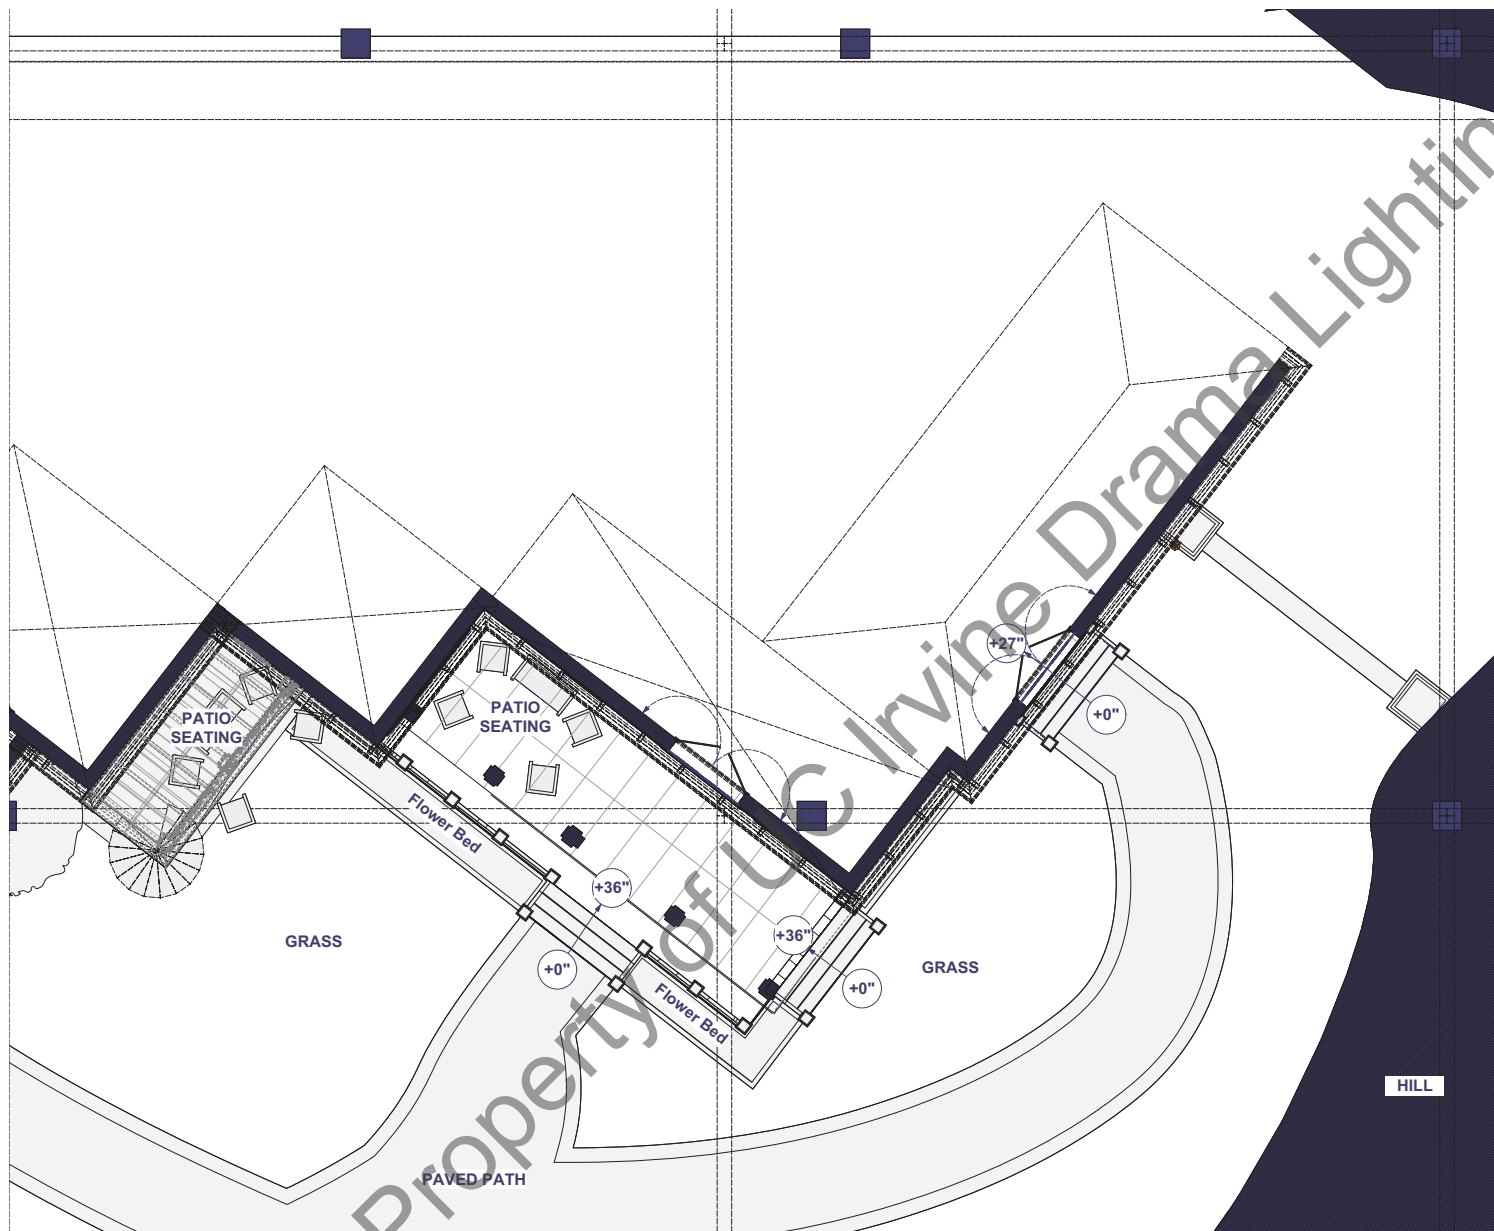 +27"
+0"
PATIO
SEATING
PATIO
SEATING
Flower Bed
+36"
+36"
GRASS
+0"
GRASS
+0"
Flower Bed
HILL
PAVED PATH
Property of UC Irvine Drama Lightin